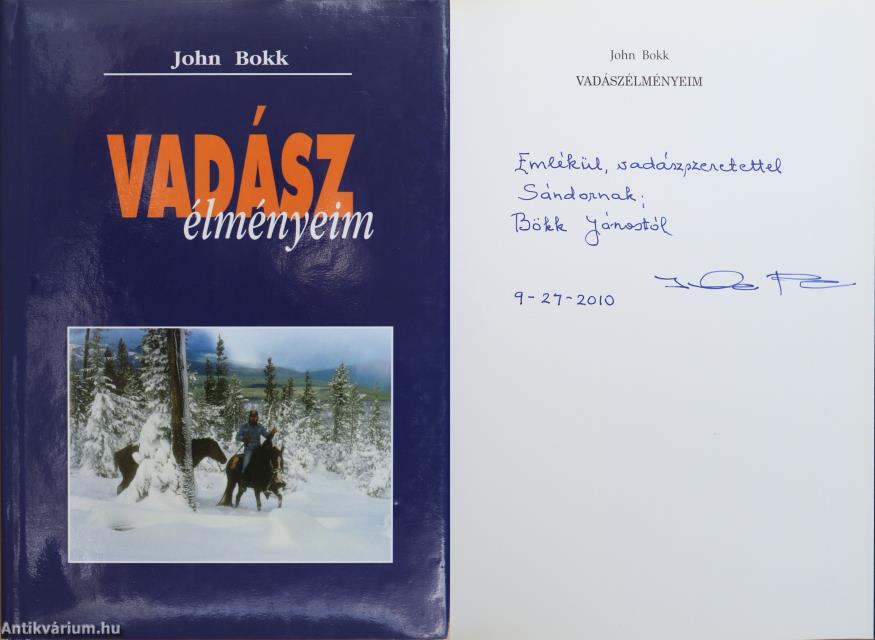 John Bokk
VADÁSZ
élményeim
John Bokk
VADÁSZÉLMÉNYEIM
Emlékül, vadászszeretettel
Sándornak;
Bökk Jánostól
9-27-2010
Antikvárium.hu